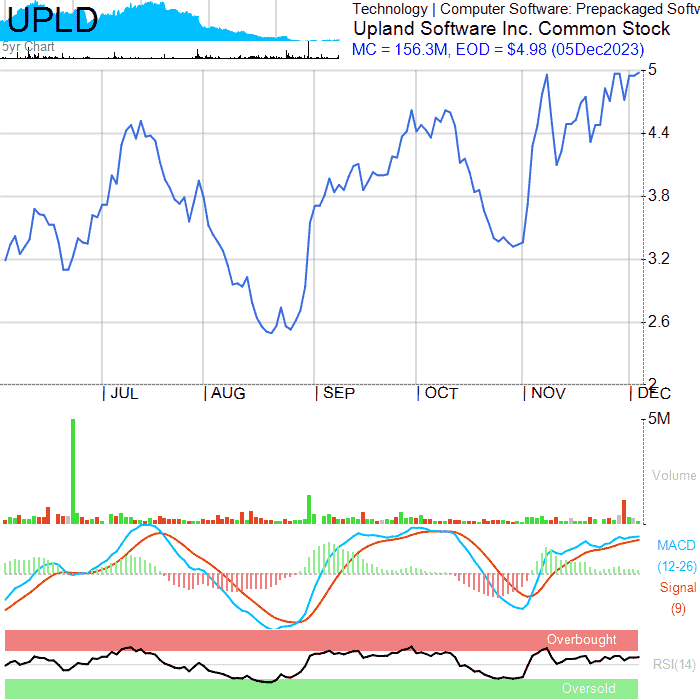 UPLD
Technology | Computer Software: Prepackaged Softw
Upland Software Inc. Common Stock
5yr Chart
MC = 156.3M, EOD = $4.98 (05Dec2023)
5
4.4
3.8
3.2
2.6
2
| JUL | AUG | SEP | OCT | NOV | DEC
5M
Volume
MACD
(12-26)
Signal
(9)
Overbought
RSI(14)
Oversold